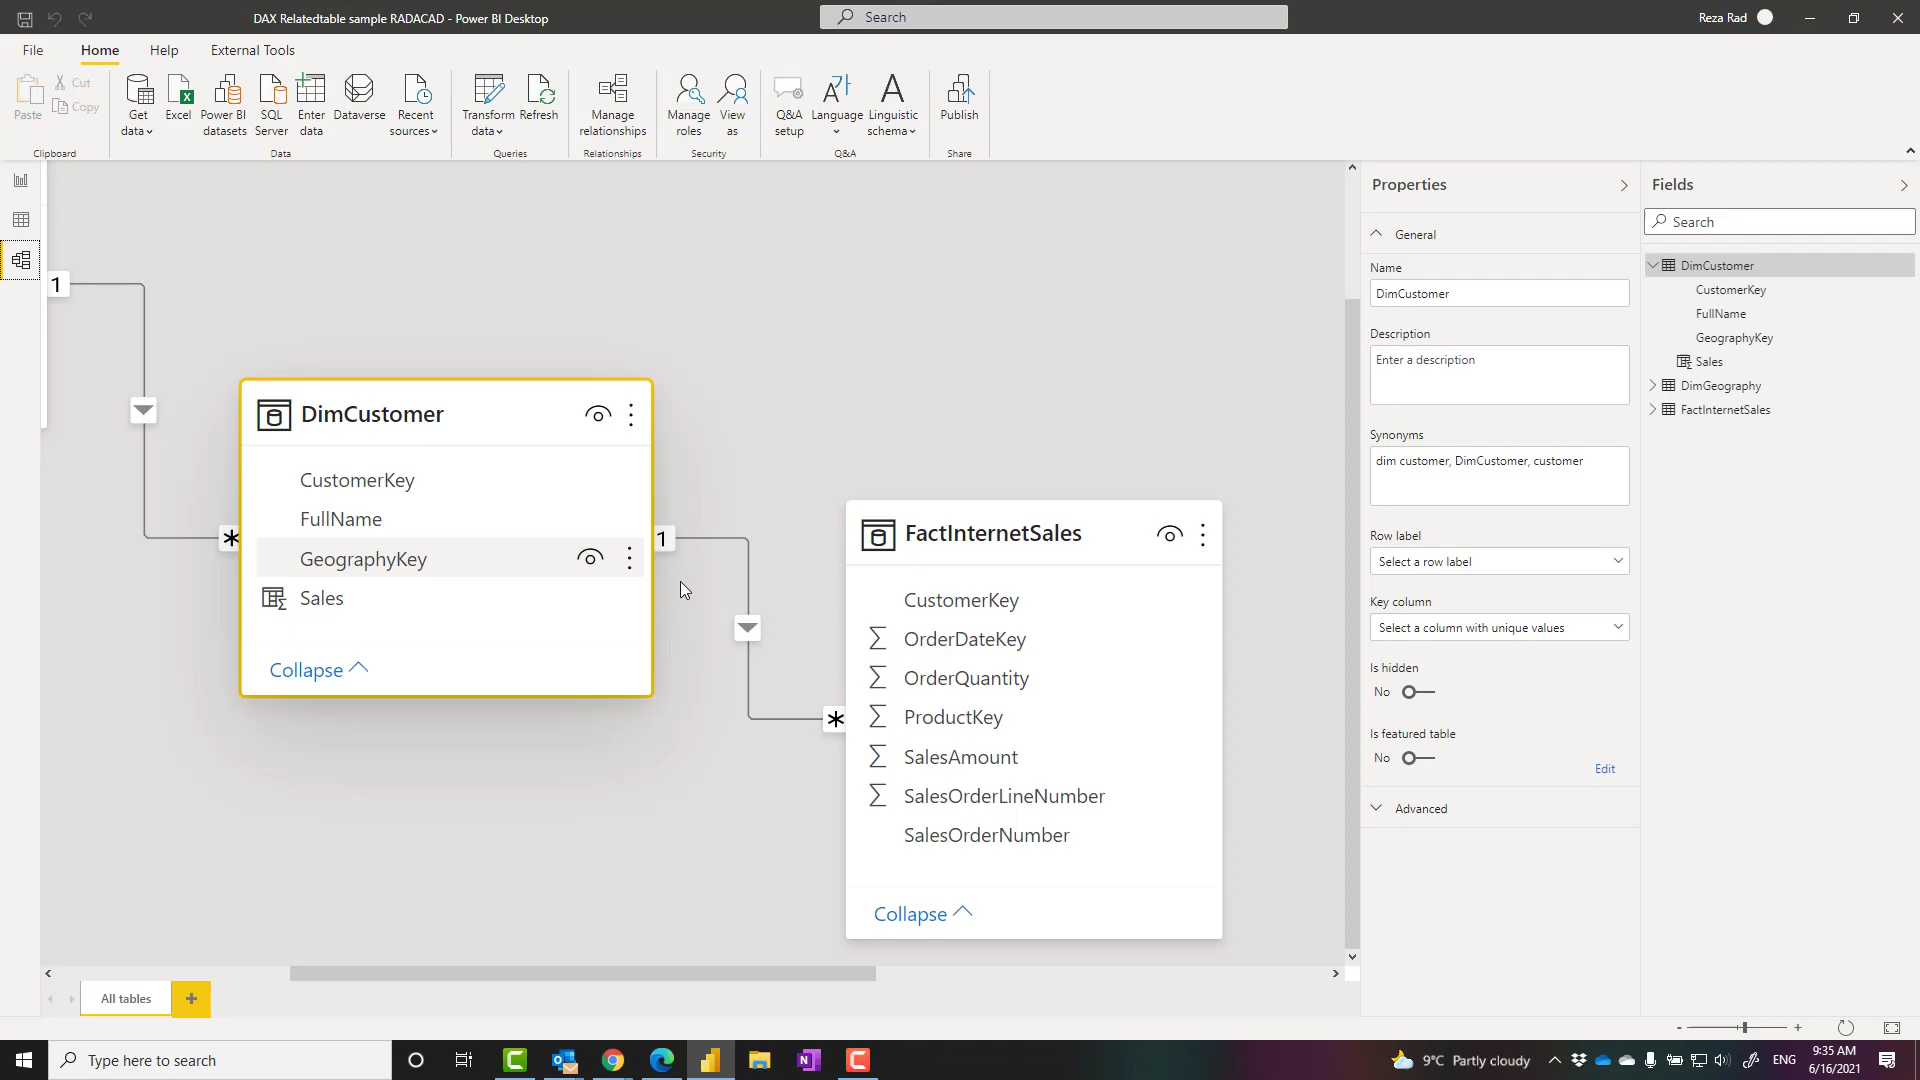 DAX Relatedtable sample RADACAD - Power BI Desktop
Search
Reza Rad
File Home Help External Tools
Paste
Cut
Copy
Get data
Excel
Power BI datasets
SQL Server
Enter data
Dataverse
Recent sources
Transform data
Refresh
Manage relationships
Manage roles
View as
Q&A setup
Language
Linguistic schema
Publish
Clipboard Data Queries Relationships Security Q&A Share
1
DimCustomer
CustomerKey
FullName
GeographyKey
Sales
Collapse
*
1
*
FactInternetSales
CustomerKey
OrderDateKey
OrderQuantity
ProductKey
SalesAmount
SalesOrderLineNumber
SalesOrderNumber
Collapse
Properties
General
Name
DimCustomer
Description
Enter a description
Synonyms
dim customer, DimCustomer, customer
Row label
Select a row label
Key column
Select a column with unique values
Is hidden
No
Is featured table
No
Edit
Advanced
Fields
Search
DimCustomer
CustomerKey
FullName
GeographyKey
Sales
DimGeography
FactInternetSales
All tables
+
- +
Type here to search
9°C Partly cloudy
ENG
9:35 AM
6/16/2021